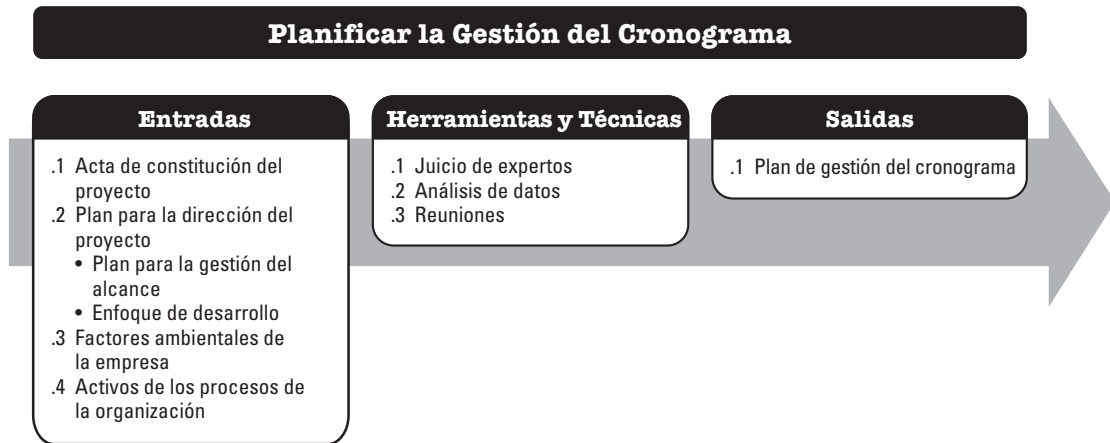 Planificar la Gestión del Cronograma
Entradas
.1 Acta de constitución del
proyecto
.2 Plan para la dirección del
proyecto
• Plan para la gestión del
alcance
• Enfoque de desarrollo
.3 Factores ambientales de
la empresa
.4 Activos de los procesos de
la organización
Herramientas y Técnicas
.1 Juicio de expertos
.2 Análisis de datos
.3 Reuniones
Salidas
.1 Plan de gestión del cronograma